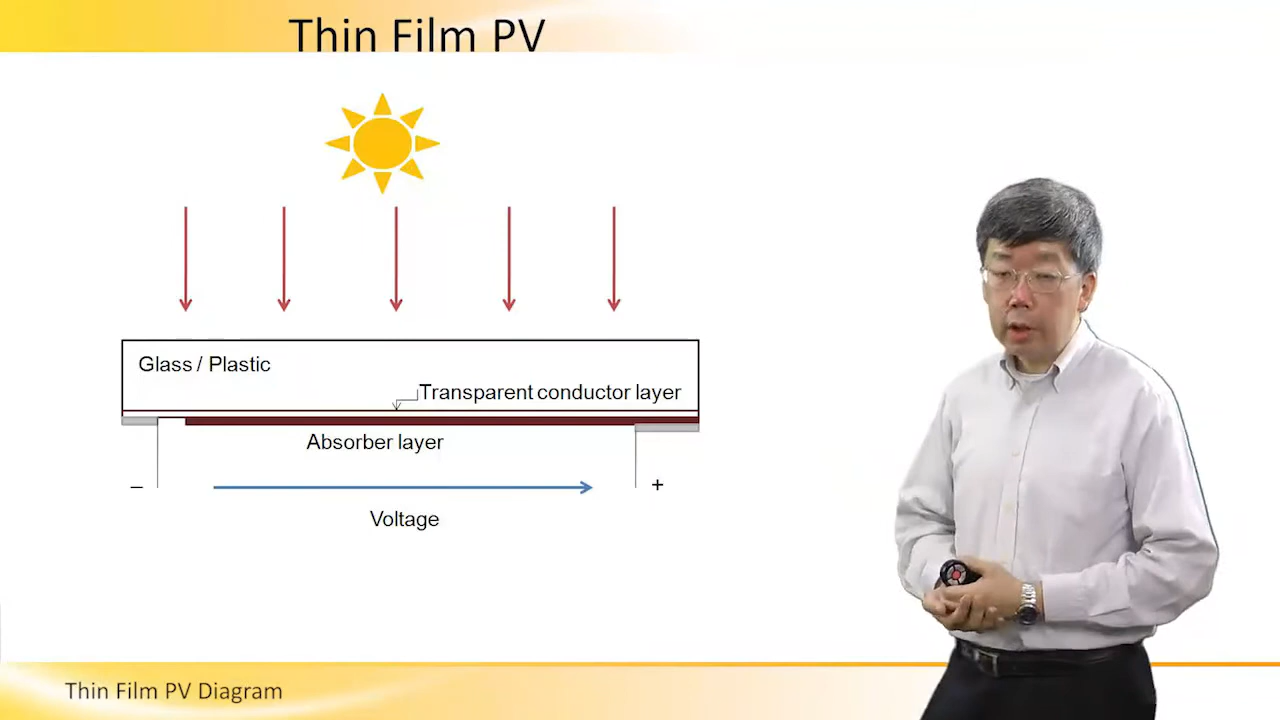 Thin Film PV
Glass / Plastic
Transparent conductor layer
Absorber layer
– +
Voltage
Thin Film PV Diagram